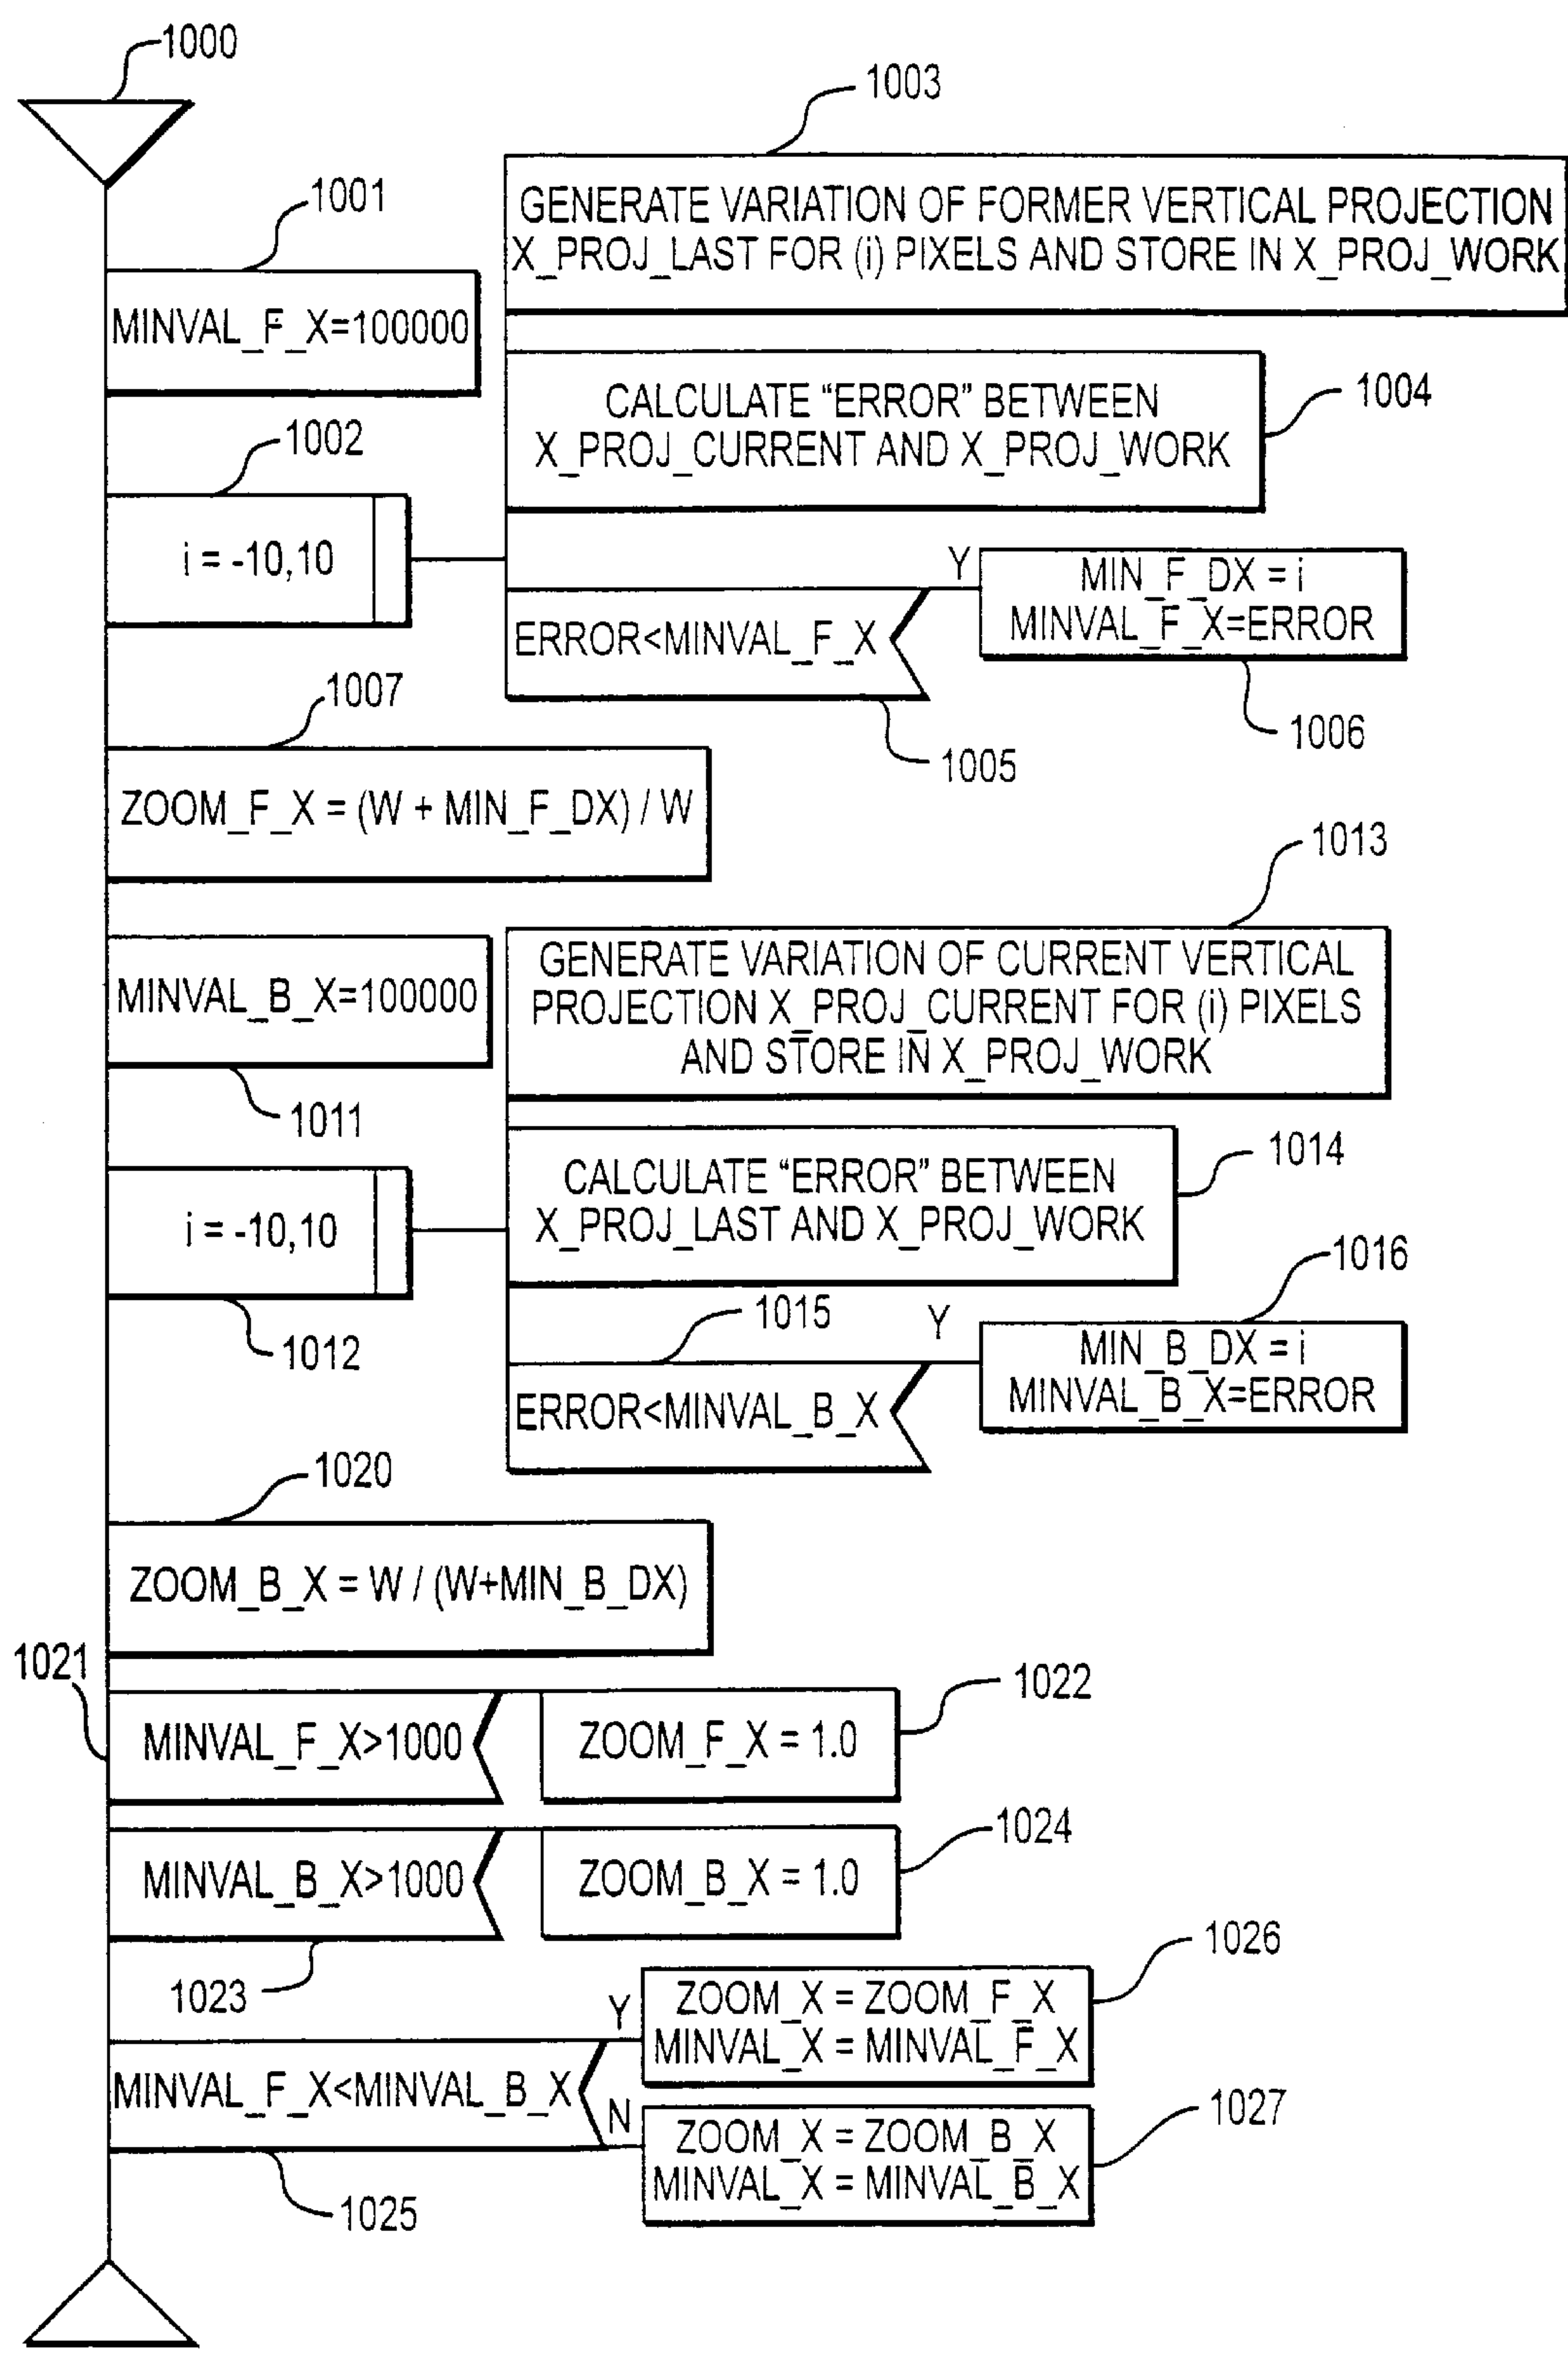 1000
1003
GENERATE VARIATION OF FORMER VERTICAL PROJECTION
X_PROJ_LAST FOR (i) PIXELS AND STORE IN X_PROJ_WORK
1001
MINVAL_F_X=100000
CALCULATE "ERROR" BETWEEN
X_PROJ_CURRENT AND X_PROJ_WORK
1004
1002
i = -10,10
ERROR<MINVAL_F_X
Y
MIN_F_DX = i
MINVAL_F_X=ERROR
1005
1006
1007
ZOOM_F_X = (W + MIN_F_DX) / W
1013
GENERATE VARIATION OF CURRENT VERTICAL
PROJECTION X_PROJ_CURRENT FOR (i) PIXELS
AND STORE IN X_PROJ_WORK
MINVAL_B_X=100000
1011
CALCULATE "ERROR" BETWEEN
X_PROJ_LAST AND X_PROJ_WORK
1014
i = -10,10
1012
1015
ERROR<MINVAL_B_X
Y
1016
MIN_B_DX = i
MINVAL_B_X=ERROR
1020
ZOOM_B_X = W / (W+MIN_B_DX)
1021
MINVAL_F_X>1000
ZOOM_F_X = 1.0
1022
MINVAL_B_X>1000
ZOOM_B_X = 1.0
1024
1023
MINVAL_F_X<MINVAL_B_X
Y
ZOOM_X = ZOOM_F_X
MINVAL_X = MINVAL_F_X
1026
N
ZOOM_X = ZOOM_B_X
MINVAL_X = MINVAL_B_X
1027
1025